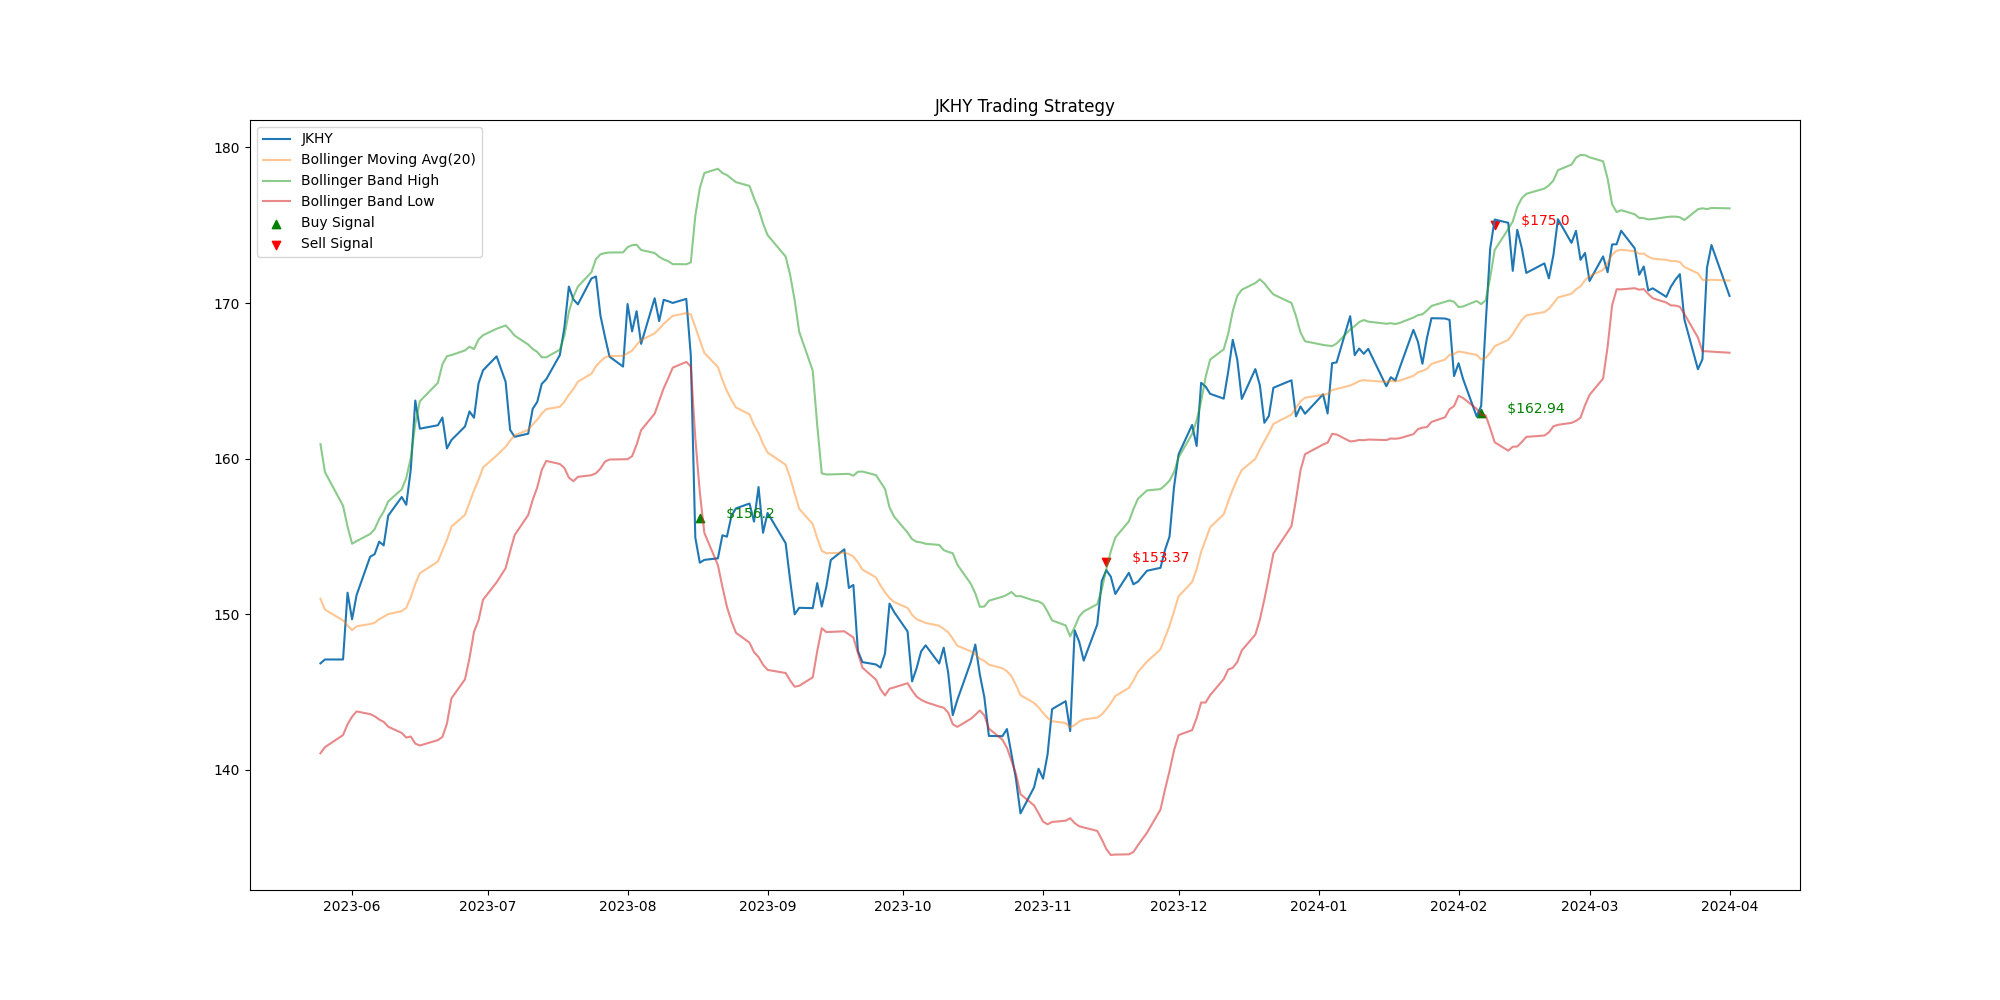 JKHY Trading Strategy
JKHY
Bollinger Moving Avg(20)
Bollinger Band High
Bollinger Band Low
Buy Signal
Sell Signal
180
170
160
150
140
$175.0
$162.94
$156.2
$153.37
2023-06 2023-07 2023-08 2023-09 2023-10 2023-11 2023-12 2024-01 2024-02 2024-03 2024-04